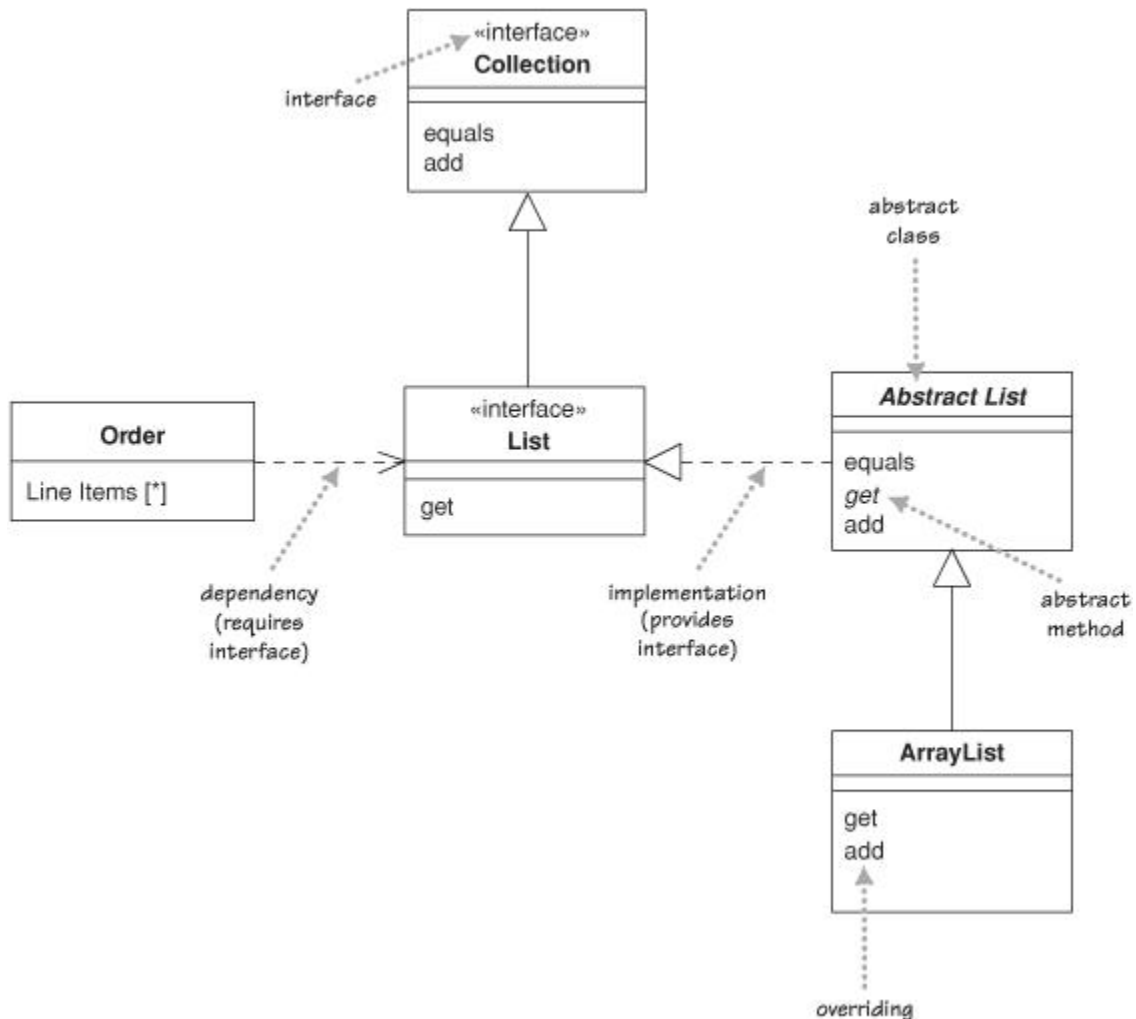 «interface»
Collection
interface
equals
add
abstract
class
Order
Line Items [*]
«interface»
List
get
Abstract List
equals
get
add
dependency
(requires
interface)
implementation
(provides
interface)
abstract
method
ArrayList
get
add
overriding